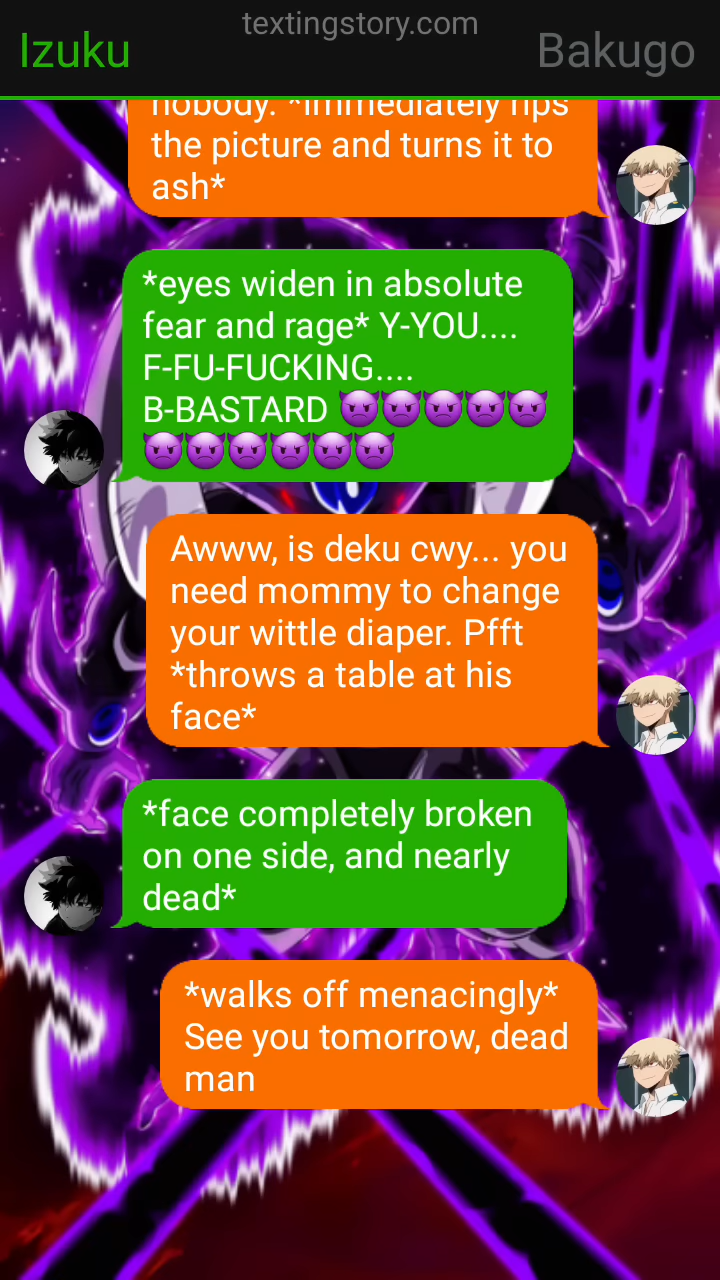 textingstory.com
Izuku
Bakugo
nobody. *immediately rips
the picture and turns it to
ash*
*eyes widen in absolute
fear and rage* Y-YOU....
F-FU-FUCKING....
B-BASTARD 👿👿👿👿👿
👿👿👿👿👿👿
Awww, is deku cwy... you
need mommy to change
your wittle diaper. Pfft
*throws a table at his
face*
*face completely broken
on one side, and nearly
dead*
*walks off menacingly*
See you tomorrow, dead
man